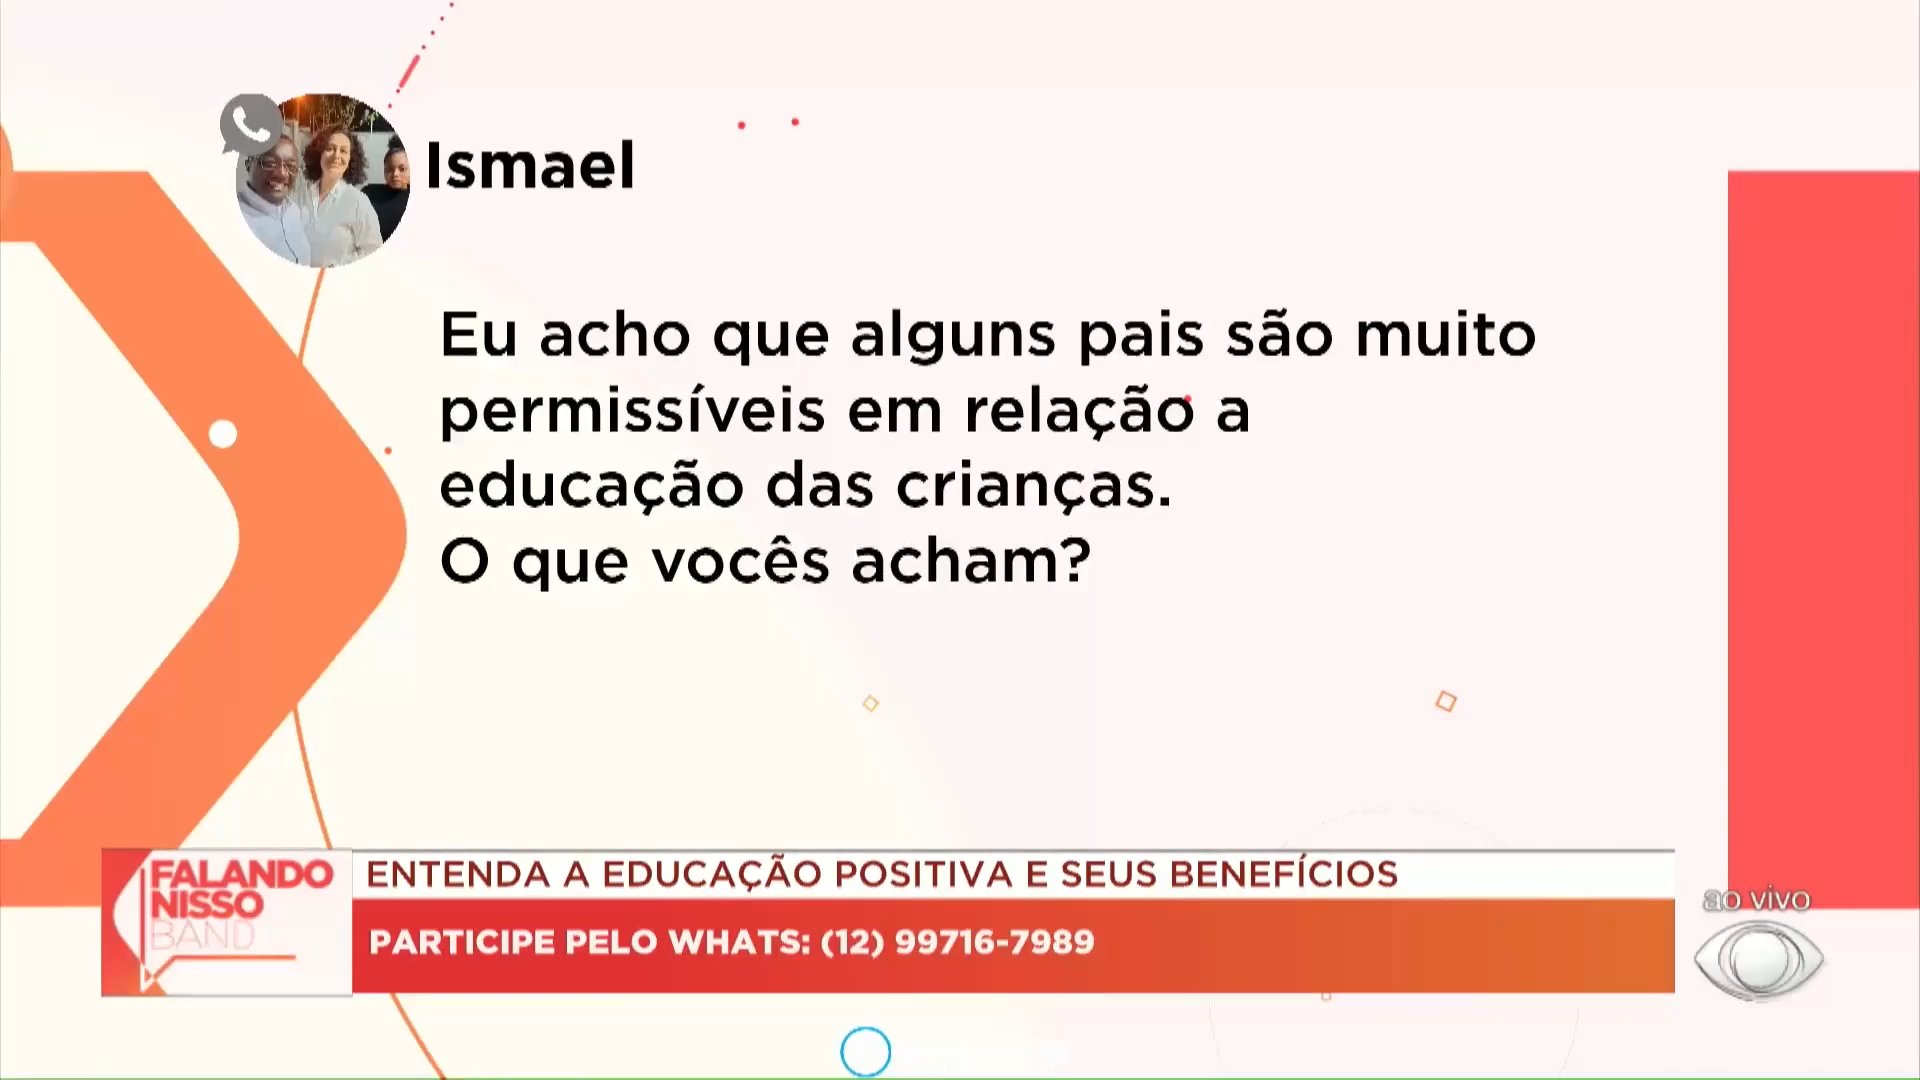 Ismael
Eu acho que alguns pais são muito
permissíveis em relação a
educação das crianças.
O que vocês acham?
FALANDO
NISSO
BAND
ENTENDA A EDUCAÇÃO POSITIVA E SEUS BENEFÍCIOS
PARTICIPE PELO WHATS: (12) 99716-7989
ao vivo